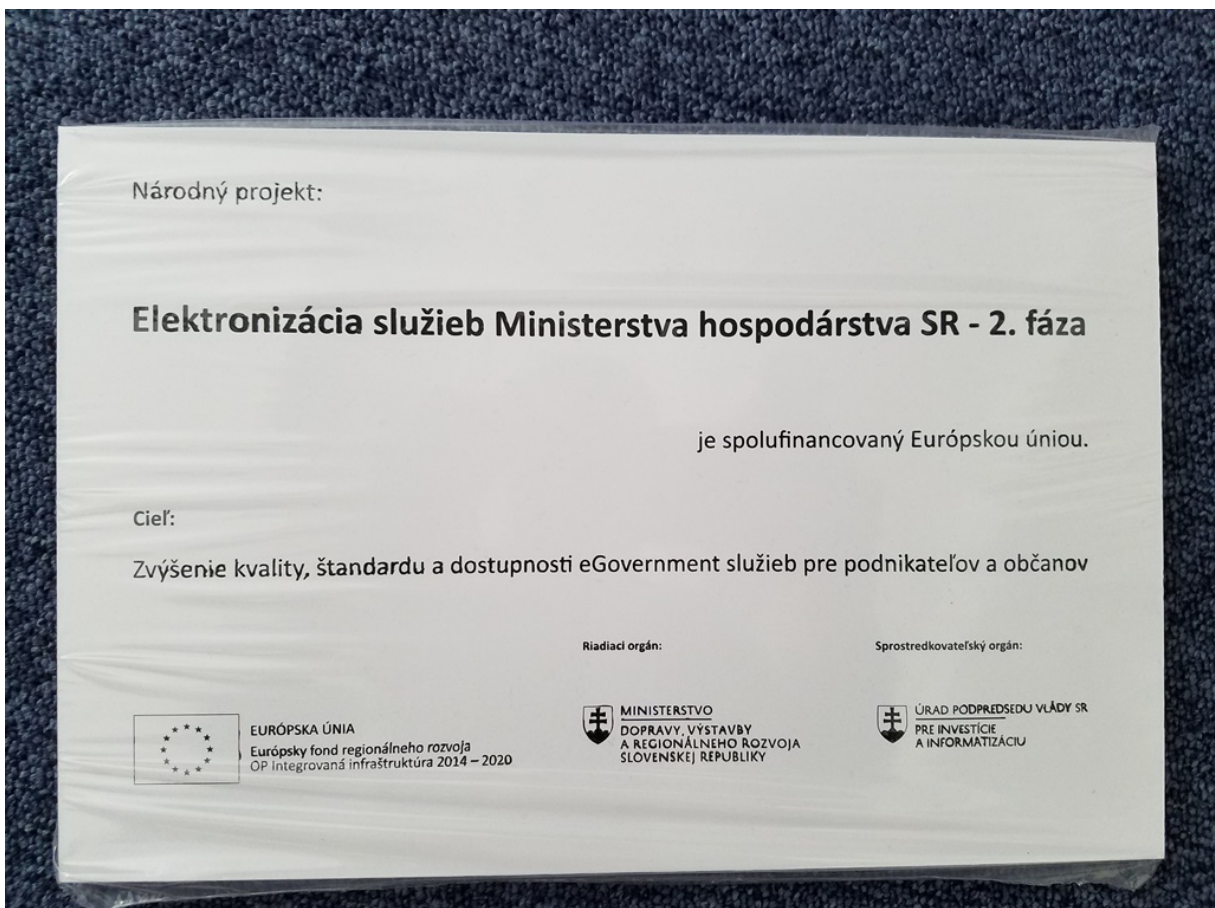 Národný projekt:
Elektronizácia služieb Ministerstva hospodárstva SR - 2. fáza
je spolufinancovaný Európskou úniou.
Cieľ:
Zvýšenie kvality, štandardu a dostupnosti eGovernment služieb pre podnikateľov a občanov
Riadiaci orgán:
Sprostredkovateľský orgán:
EURÓPSKA ÚNIA
Európsky fond regionálneho rozvoja
OP Integrovaná infraštruktúra 2014 – 2020
MINISTERSTVO
DOPRAVY, VÝSTAVBY
A REGIONÁLNEHO ROZVOJA
SLOVENSKEJ REPUBLIKY
ÚRAD PODPREDSEDU VLÁDY SR
PRE INVESTÍCIE
A INFORMATIZÁCIU